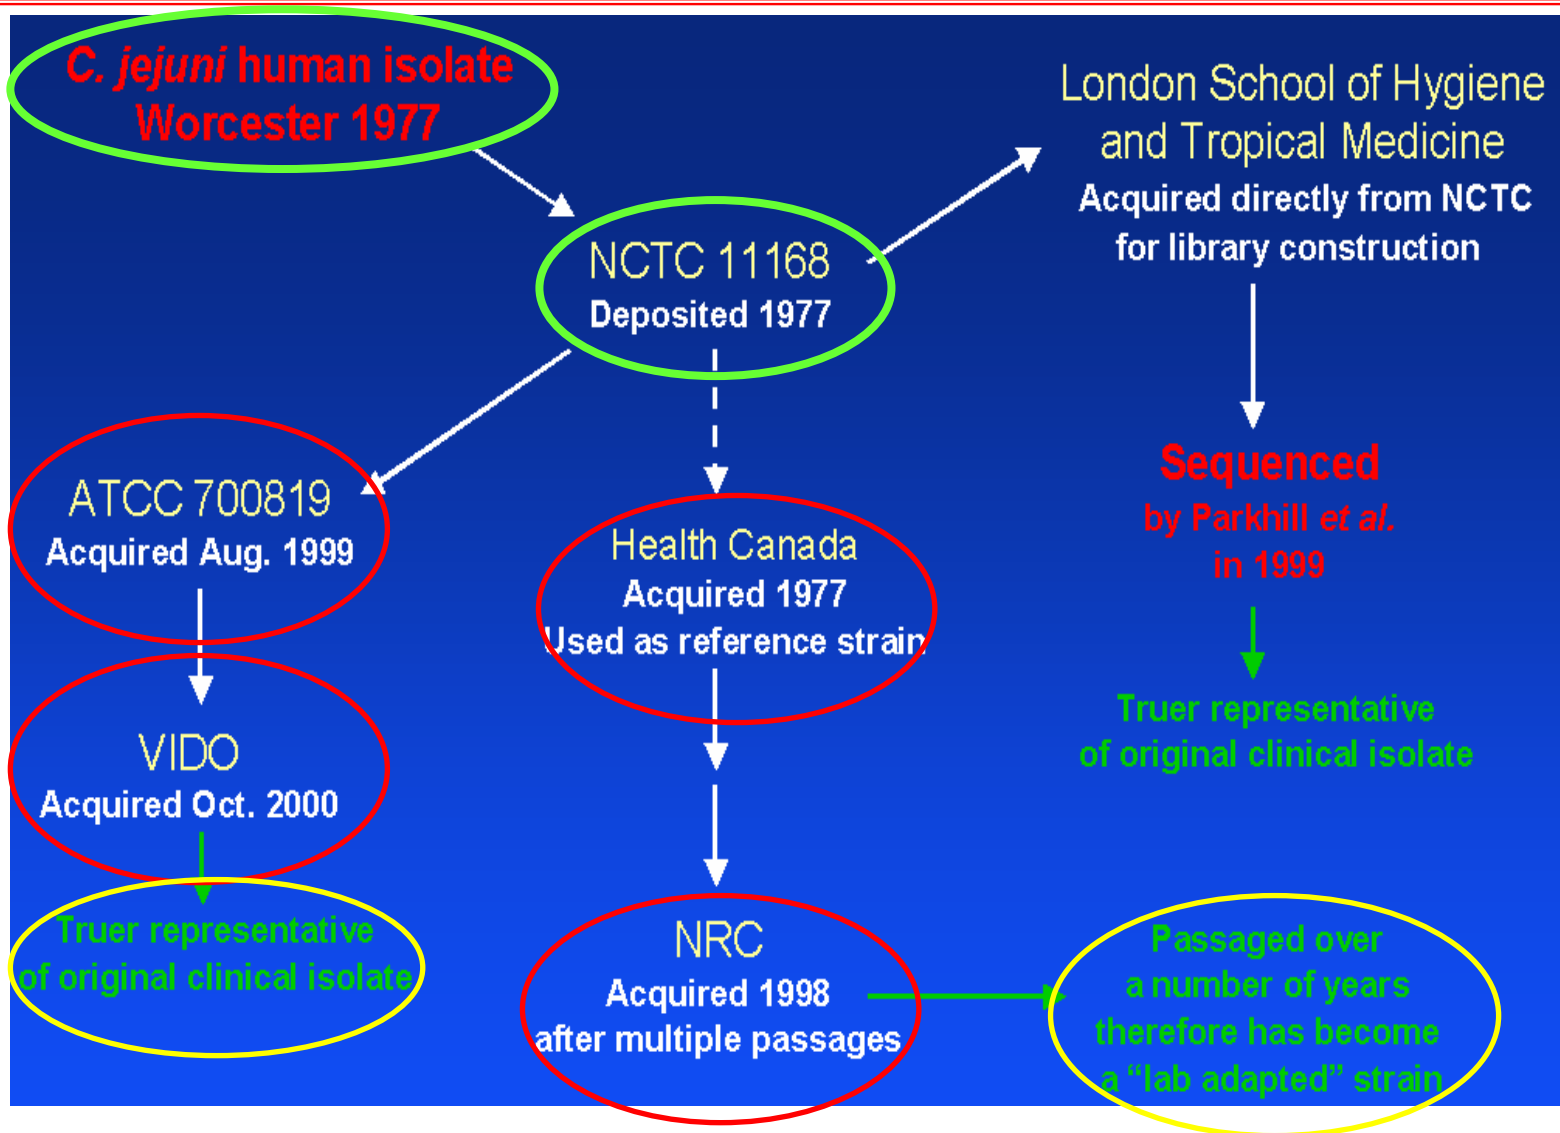 C. jejuni human isolate
Worcester 1977
London School of Hygiene
and Tropical Medicine
Acquired directly from NCTC
for library construction
NCTC 11168
Deposited 1977
Sequenced
by Parkhill et al.
in 1999
ATCC 700819
Acquired Aug. 1999
Health Canada
Acquired 1977
Used as reference strain
Truer representative
of original clinical isolate
VIDO
Acquired Oct. 2000
Truer representative
of original clinical isolate
NRC
Acquired 1998
after multiple passages
Passaged over
a number of years
therefore has become
a “lab adapted” strain